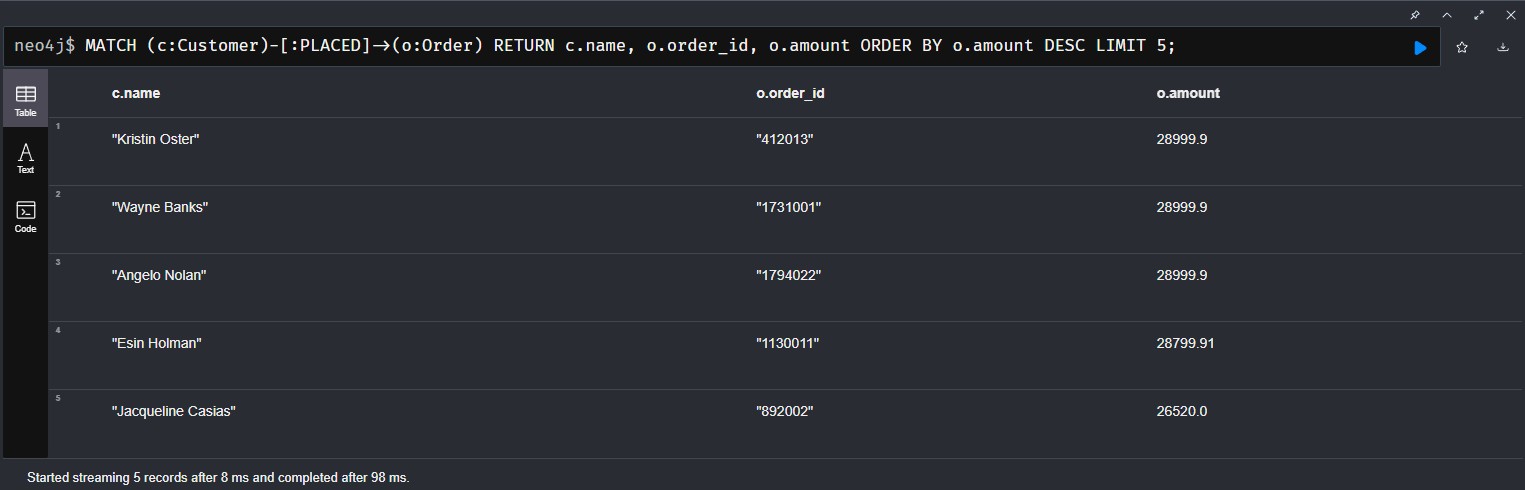 neo4j$ MATCH (c:Customer)-[:PLACED]→(o:Order) RETURN c.name, o.order_id, o.amount ORDER BY o.amount DESC LIMIT 5;
Table
Text
Code
c.name o.order_id o.amount
1 "Kristin Oster" "412013" 28999.9
2 "Wayne Banks" "1731001" 28999.9
3 "Angelo Nolan" "1794022" 28999.9
4 "Esin Holman" "1130011" 28799.91
5 "Jacqueline Casias" "892002" 26520.0
Started streaming 5 records after 8 ms and completed after 98 ms.